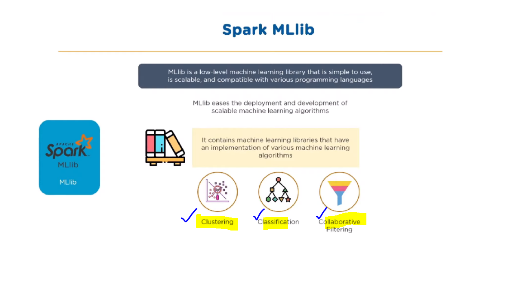 Spark MLlib
MLlib is a low-level machine learning library that is simple to use,
is scalable, and compatible with various programming languages
MLlib eases the deployment and development of
scalable machine learning algorithms
It contains machine learning libraries that have
an implementation of various machine learning
algorithms
Spark
MLlib
MLlib
Clustering
Classification
Collaborative
Filtering